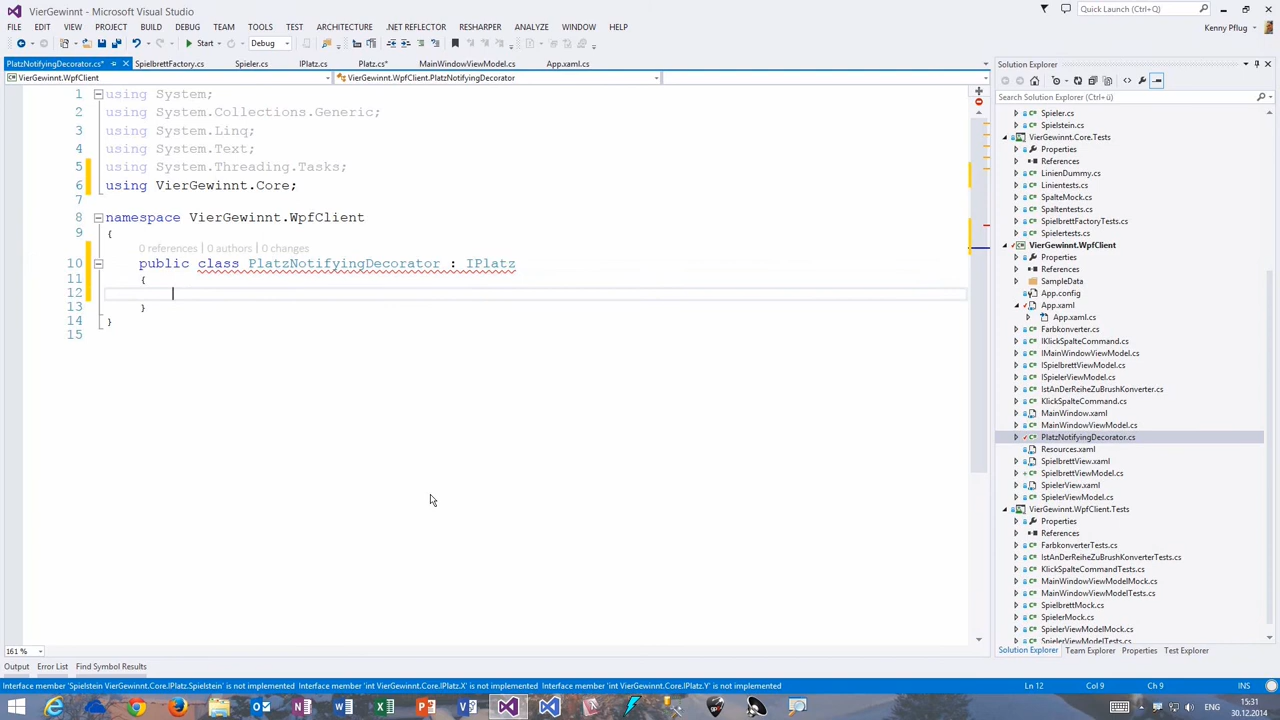 VierGewinnt - Microsoft Visual Studio
Quick Launch (Ctrl+Q)
FILE EDIT VIEW PROJECT BUILD DEBUG TEAM TOOLS TEST ARCHITECTURE .NET REFLECTOR RESHARPER ANALYZE WINDOW HELP
Kenny Pflug
Start Debug
PlatzNotifyingDecorator.cs* SpielbrettFactory.cs Spieler.cs IPlatz.cs Platz.cs* MainWindowViewModel.cs App.xaml.cs
VierGewinnt.WpfClient VierGewinnt.WpfClient.PlatzNotifyingDecorator
1 using System;
2 using System.Collections.Generic;
3 using System.Linq;
4 using System.Text;
5 using System.Threading.Tasks;
6 using VierGewinnt.Core;
7
8 namespace VierGewinnt.WpfClient
9 {
0 references | 0 authors | 0 changes
10 public class PlatzNotifyingDecorator : IPlatz
11 {
12
13 }
14 }
15
161 %
Solution Explorer
Search Solution Explorer (Ctrl+ü)
Spieler.cs
Spielstein.cs
VierGewinnt.Core.Tests
Properties
References
LinienDummy.cs
Linientests.cs
SpalteMock.cs
Spaltentests.cs
SpielbrettFactoryTests.cs
Spielertests.cs
VierGewinnt.WpfClient
Properties
References
SampleData
App.config
App.xaml
App.xaml.cs
Farbkonverter.cs
IKlickSpalteCommand.cs
IMainWindowViewModel.cs
ISpielbrettViewModel.cs
ISpielerViewModel.cs
IstAnDerReiheZuBrushKonverter.cs
KlickSpalteCommand.cs
MainWindow.xaml
MainWindowViewModel.cs
PlatzNotifyingDecorator.cs
Resources.xaml
SpielbrettView.xaml
SpielbrettViewModel.cs
SpielerView.xaml
SpielerViewModel.cs
VierGewinnt.WpfClient.Tests
Properties
References
FarbkonverterTests.cs
IstAnDerReiheZuBrushKonverterTests.cs
KlickSpalteCommandTests.cs
MainWindowViewModelMock.cs
MainWindowViewModelTests.cs
SpielbrettMock.cs
SpielerMock.cs
SpielerViewModelMock.cs
SpielerViewModelTests.cs
Solution Explorer Team Explorer Properties Test Explorer
Output Error List Find Symbol Results
Interface member 'Spielstein VierGewinnt.Core.IPlatz.Spielstein' is not implemented Interface member 'int VierGewinnt.Core.IPlatz.X' is not implemented Interface member 'int VierGewinnt.Core.IPlatz.Y' is not implemented
Ln 12 Col 9 Ch 9 INS
ENG
15:31
30.12.2014